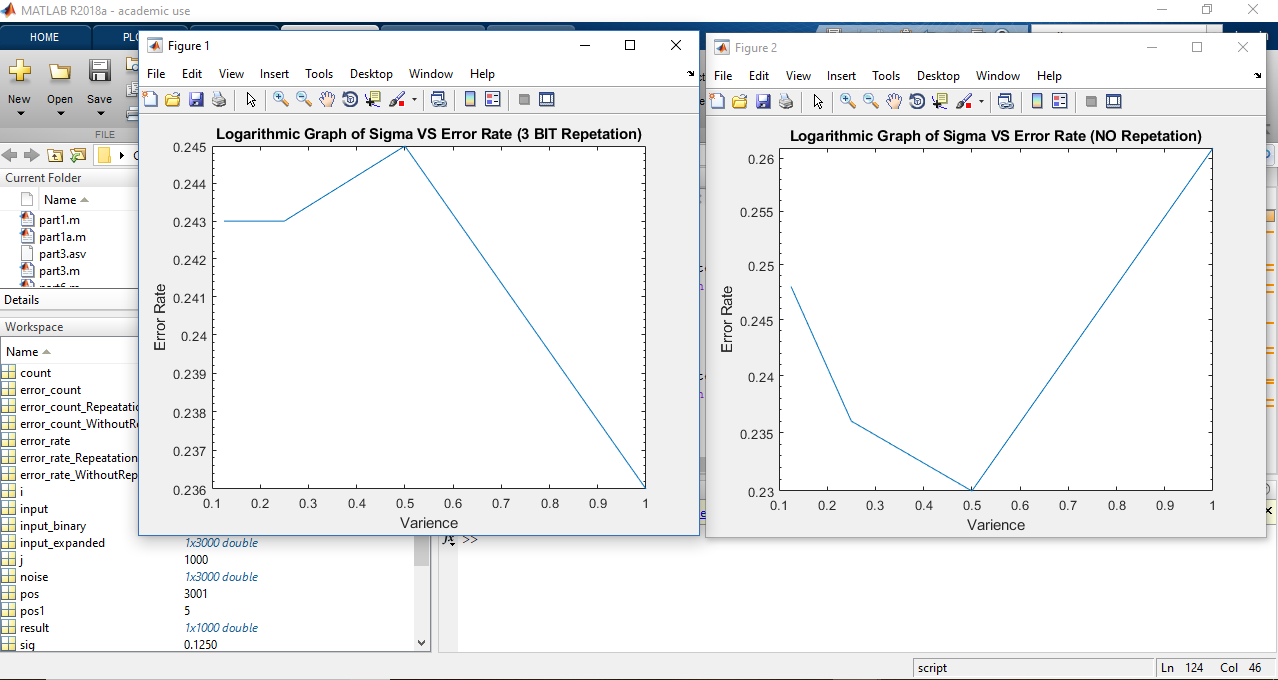 MATLAB R2018a - academic use
HOME
New Open Save
FILE
Current Folder
Name
part1.m
part1a.m
part3.asv
part3.m
Details
Workspace
Name
count
error_count
error_count_Repeatatio
error_count_WithoutRe
error_rate
error_rate_Repeatation
error_rate_WithoutRep
i
input
input_binary
input_expanded 1x3000 double
j 1000
noise 1x3000 double
pos 3001
pos1 5
result 1x1000 double
sig 0.1250
Figure 1
File Edit View Insert Tools Desktop Window Help
Logarithmic Graph of Sigma VS Error Rate (3 BIT Repetation)
0.245
0.244
0.243
0.242
0.241
0.24
0.239
0.238
0.237
0.236
Error Rate
0.1 0.2 0.3 0.4 0.5 0.6 0.7 0.8 0.9 1
Varience
Figure 2
File Edit View Insert Tools Desktop Window Help
Logarithmic Graph of Sigma VS Error Rate (NO Repetation)
0.26
0.255
0.25
0.245
0.24
0.235
0.23
Error Rate
0.1 0.2 0.3 0.4 0.5 0.6 0.7 0.8 0.9 1
Varience
fx >>
script
Ln 124 Col 46